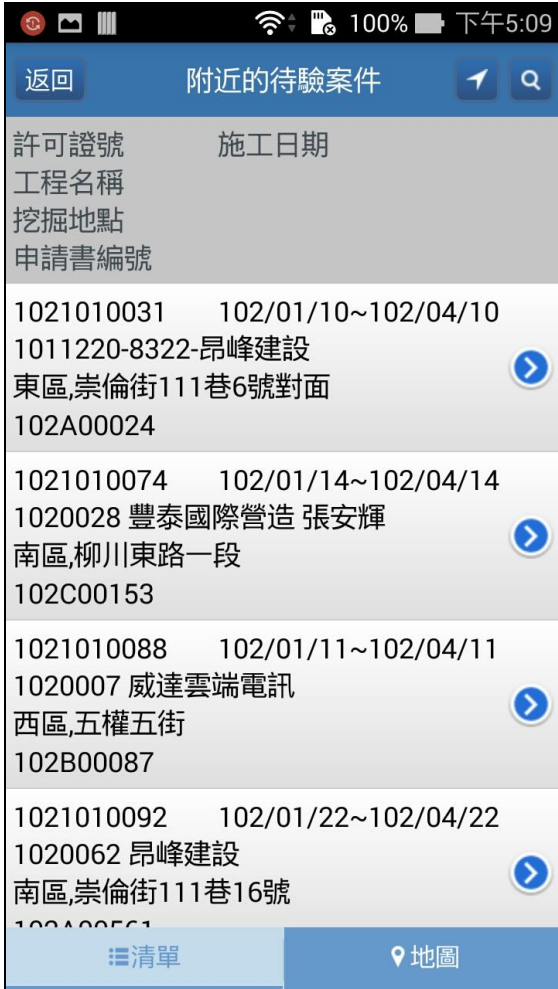 100% 下午5:09
返回 附近的待驗案件
許可證號 施工日期
工程名稱
挖掘地點
申請書編號
1021010031 102/01/10~102/04/10
1011220-8322-昂峰建設
東區,崇倫街111巷6號對面
102A00024
1021010074 102/01/14~102/04/14
1020028 豐泰國際營造 張安輝
南區,柳川東路一段
102C00153
1021010088 102/01/11~102/04/11
1020007 威達雲端電訊
西區,五權五街
102B00087
1021010092 102/01/22~102/04/22
1020062 昂峰建設
南區,崇倫街111巷16號
102A00561
清單 地圖